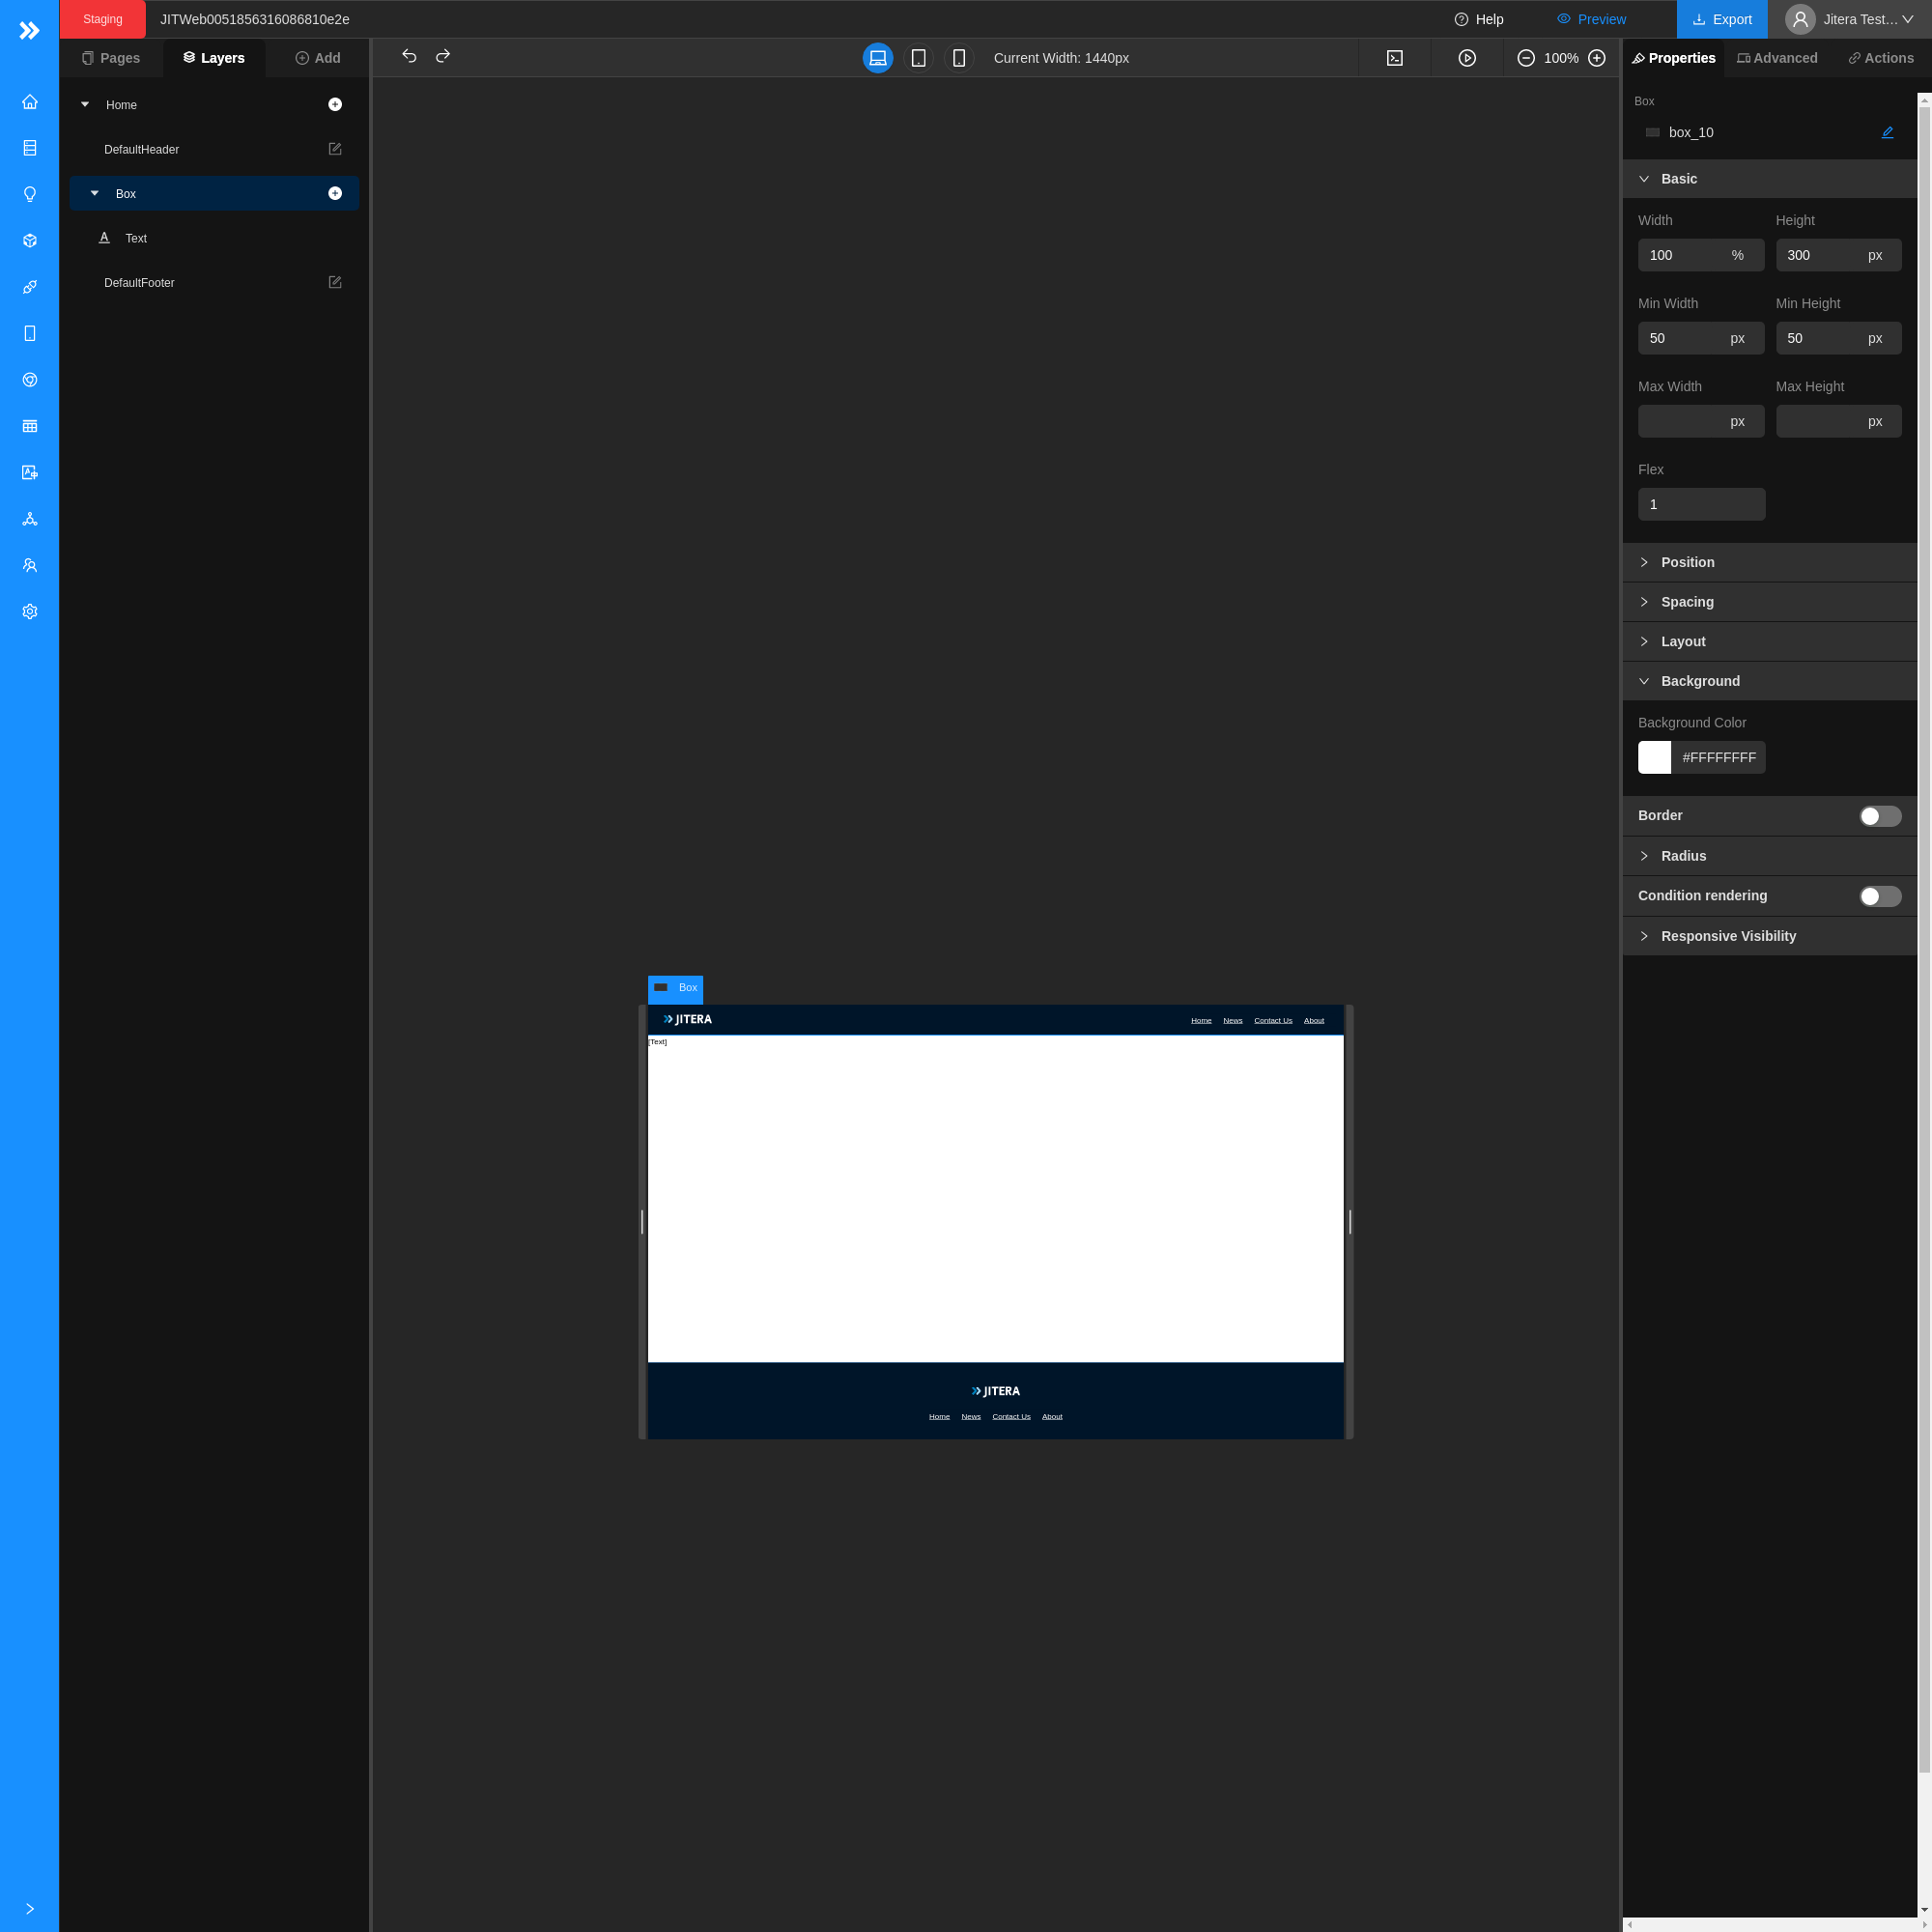 Staging
JITWeb0051856316086810e2e
Help
Preview
Export
Jitera Test...
Pages
Layers
Add
Current Width: 1440px
100%
Properties
Advanced
Actions
Home
DefaultHeader
Box
Text
DefaultFooter
Box
box_10
Basic
Width
Height
100 %
300 px
Min Width
Min Height
50 px
50 px
Max Width
Max Height
px
px
Flex
1
Position
Spacing
Layout
Background
Background Color
#FFFFFFFF
Border
Radius
Condition rendering
Responsive Visibility
Box
JITERA
Home News Contact Us About
[Text]
JITERA
Home News Contact Us About